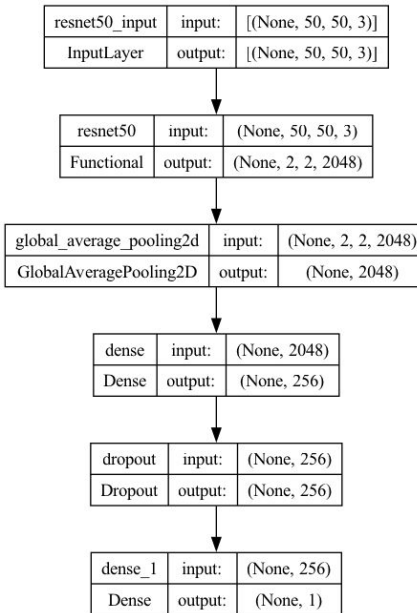 resnet50_input input: [(None, 50, 50, 3)]
InputLayer output: [(None, 50, 50, 3)]
resnet50 input: (None, 50, 50, 3)
Functional output: (None, 2, 2, 2048)
global_average_pooling2d input: (None, 2, 2, 2048)
GlobalAveragePooling2D output: (None, 2048)
dense input: (None, 2048)
Dense output: (None, 256)
dropout input: (None, 256)
Dropout output: (None, 256)
dense_1 input: (None, 256)
Dense output: (None, 1)